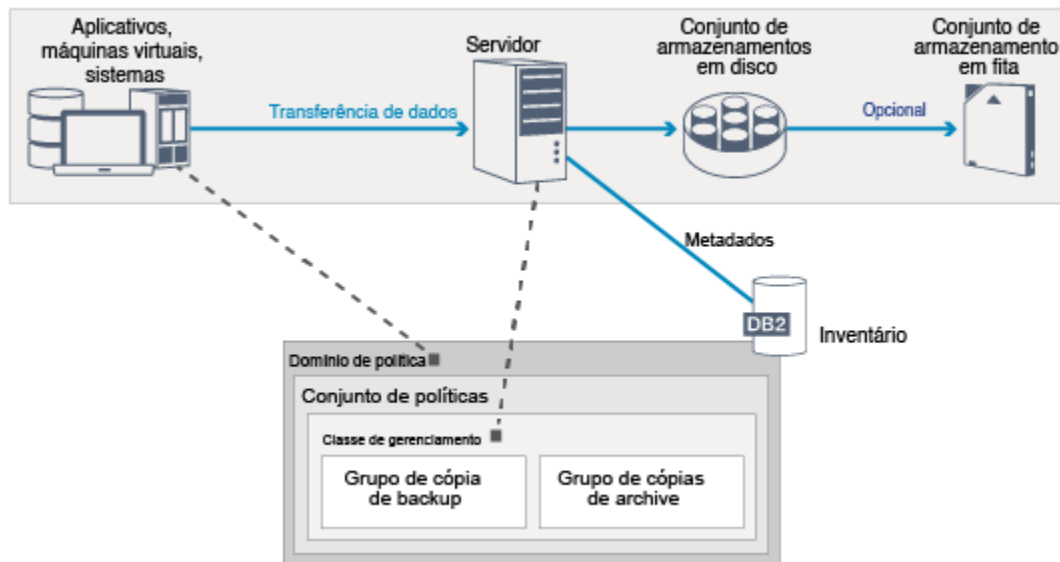 Aplicativos,
máquinas virtuais,
sistemas
Transferência de dados
Servidor
Conjunto de
armazenamentos
em disco
Opcional
Conjunto de
armazenamento
em fita
Metadados
DB2
Inventário
Domínio de política
Conjunto de políticas
Classe de gerenciamento
Grupo de cópia
de backup
Grupo de cópias
de archive